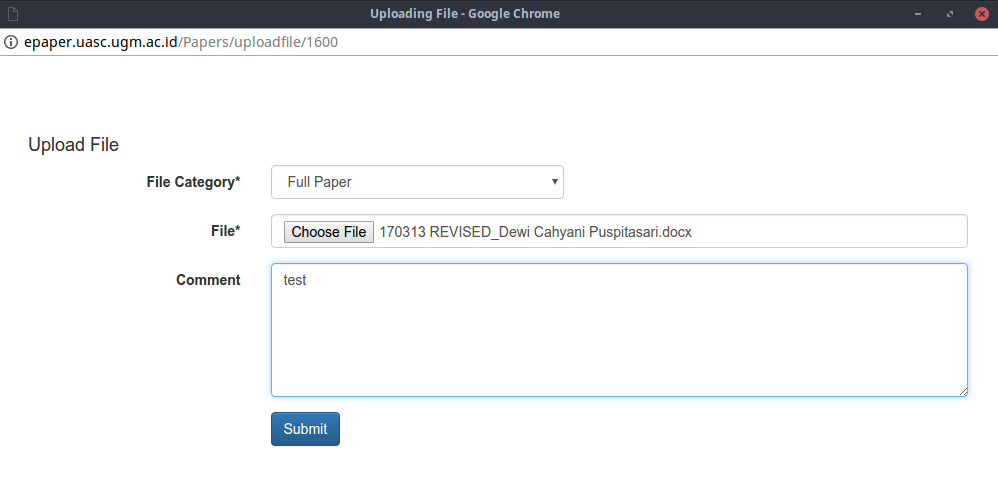 Uploading File - Google Chrome
epaper.uasc.ugm.ac.id/Papers/uploadfile/1600
Upload File
File Category* Full Paper
File* Choose File 170313 REVISED_Dewi Cahyani Puspitasari.docx
Comment test
Submit